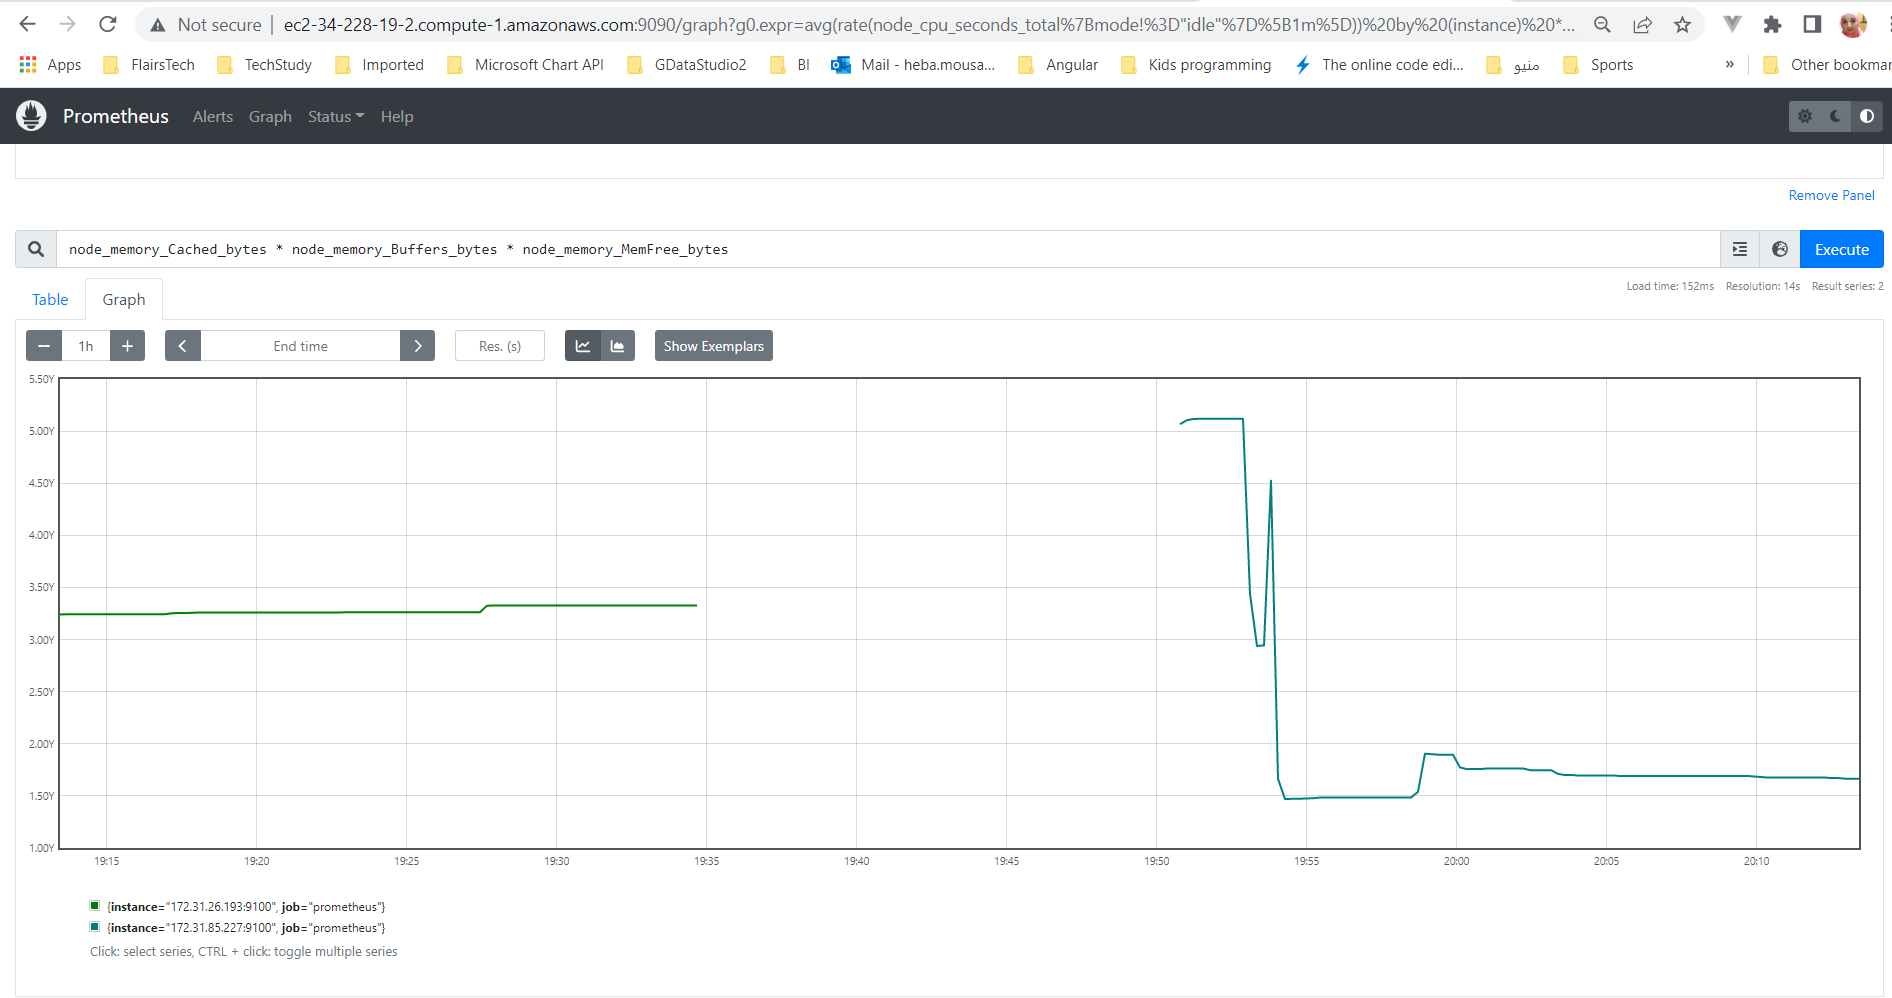 Not secure | ec2-34-228-19-2.compute-1.amazonaws.com:9090/graph?g0.expr=avg(rate(node_cpu_seconds_total%7Bmode!%3D"idle"%7D%5B1m%5D))%20by%20(instance)%20*...
Apps FlairsTech TechStudy Imported Microsoft Chart API GDataStudio2 BI Mail - heba.mousa... Angular Kids programming The online code edi... منيو Sports » Other bookmar
Prometheus Alerts Graph Status Help
Remove Panel
node_memory_Cached_bytes * node_memory_Buffers_bytes * node_memory_MemFree_bytes Execute
Load time: 152ms Resolution: 14s Result series: 2
Table Graph
− 1h + < End time > Res. (s) Show Exemplars
5.50Y
5.00Y
4.50Y
4.00Y
3.50Y
3.00Y
2.50Y
2.00Y
1.50Y
1.00Y
19:15 19:20 19:25 19:30 19:35 19:40 19:45 19:50 19:55 20:00 20:05 20:10
{instance="172.31.26.193:9100", job="prometheus"}
{instance="172.31.85.227:9100", job="prometheus"}
Click: select series, CTRL + click: toggle multiple series